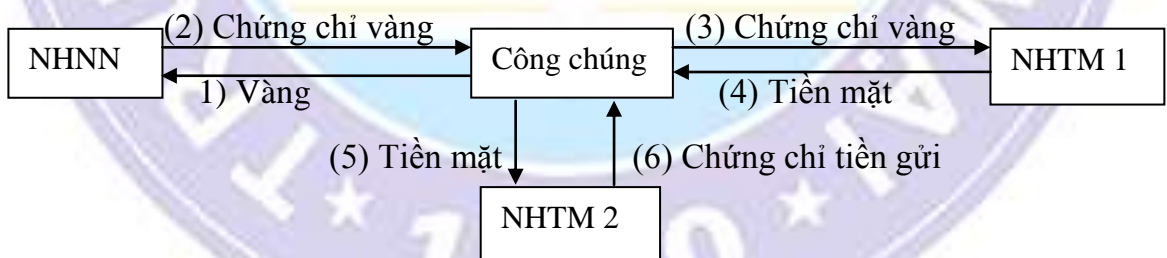 (2) Chứng chỉ vàng
(3) Chứng chỉ vàng
NHNN
Công chúng
NHTM 1
1) Vàng
(4) Tiền mặt
(5) Tiền mặt
(6) Chứng chỉ tiền gửi
NHTM 2